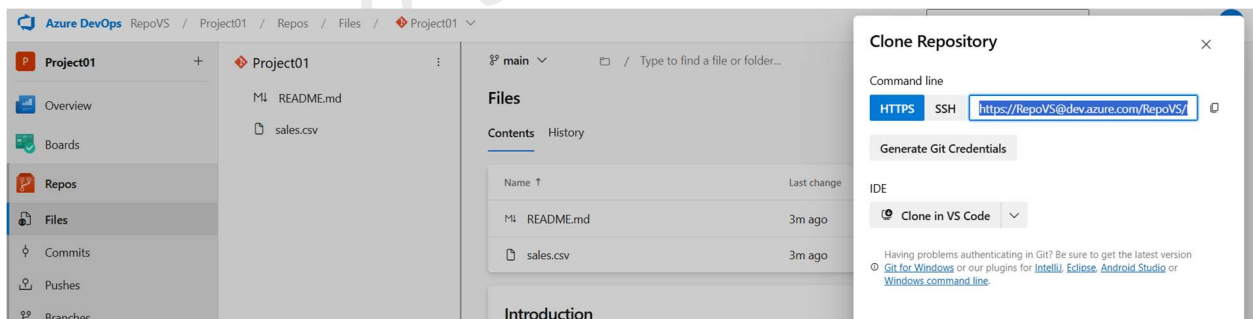 Azure DevOps RepoVS / Project01 / Repos / Files / Project01
P Project01 +
Overview
Boards
Repos
Files
Commits
Pushes
Branches
Project01
README.md
sales.csv
main / Type to find a file or folder...
Files
Contents History
Name ↑ Last change
README.md 3m ago
sales.csv 3m ago
Introduction
Clone Repository
Command line
HTTPS SSH https://RepoVS@dev.azure.com/RepoVS/
Generate Git Credentials
IDE
Clone in VS Code
Having problems authenticating in Git? Be sure to get the latest version
Git for Windows or our plugins for IntelliJ, Eclipse, Android Studio or
Windows command line.